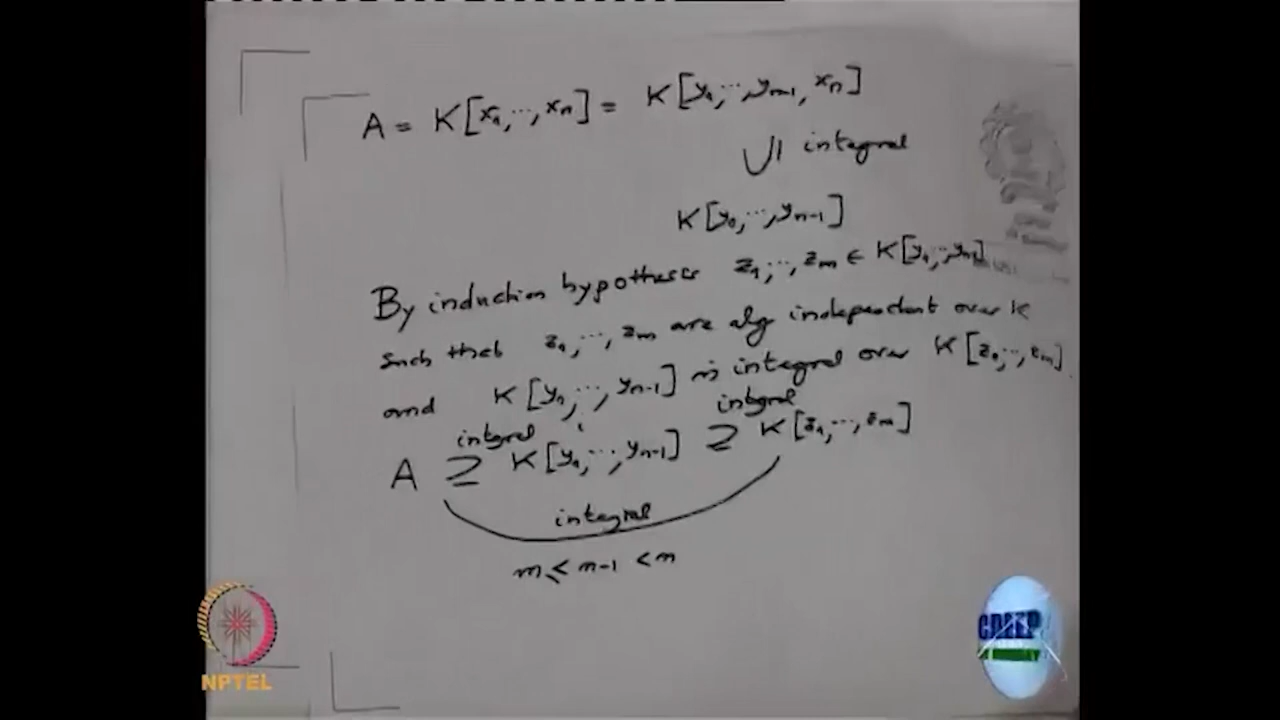 A = K[x₁,⋯,xₙ] = K[y₁,⋯,yₙ₋₁, xₙ]
∪| integral
K[y₁,⋯,yₙ₋₁]
By induction hypothesis z₁,⋯,zₘ ∈ K[y₁,⋯,yₙ₋₁]
such that z₁,⋯,zₘ are alg independent over K
and K[y₁,⋯,yₙ₋₁] is integral over K[z₁,⋯,zₘ].
integral integral
A ⊇ K[y₁,⋯,yₙ₋₁] ⊇ K[z₁,⋯,zₘ]
integral
m ≤ n-1 < n
NPTEL
CDEEP